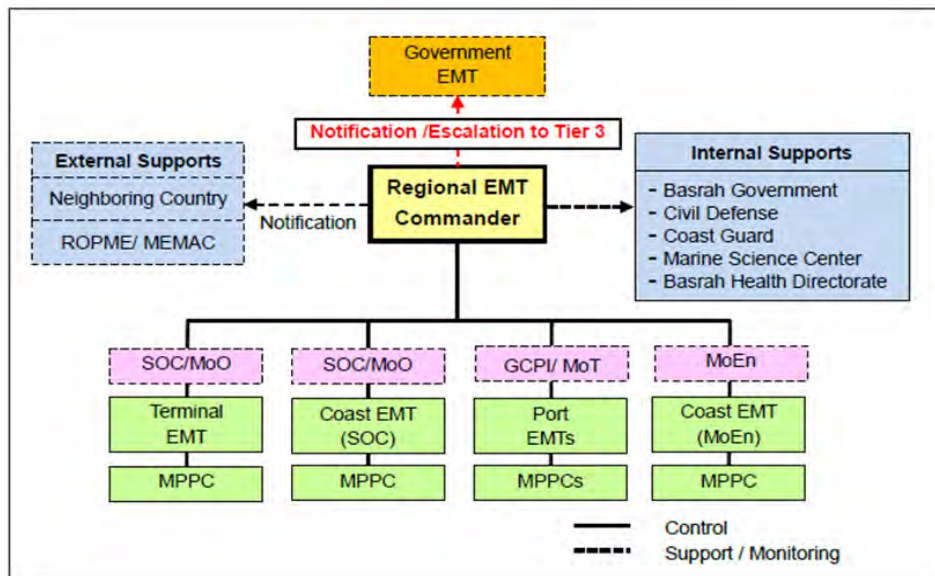 Government
EMT
Notification /Escalation to Tier 3
External Supports
Neighboring Country
ROPME/ MEMAC
Notification
Regional EMT
Commander
Internal Supports
- Basrah Government
- Civil Defense
- Coast Guard
- Marine Science Center
- Basrah Health Directorate
SOC/MoO
SOC/MoO
GCPI/ MoT
MoEn
Terminal
EMT
Coast EMT
(SOC)
Port
EMTs
Coast EMT
(MoEn)
MPPC
MPPC
MPPCs
MPPC
Control
Support / Monitoring